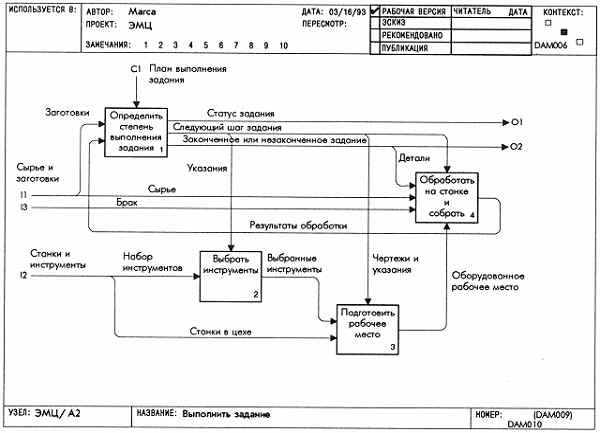 ИСПОЛЬЗУЕТСЯ В:
АВТОР: Marca
ДАТА: 03/16/93
ПРОЕКТ: ЭМЦ
ПЕРЕСМОТР:
ЗАМЕЧАНИЯ: 1 2 3 4 5 6 7 8 9 10
РАБОЧАЯ ВЕРСИЯ
ЭСКИЗ
РЕКОМЕНДОВАНО
ПУБЛИКАЦИЯ
ЧИТАТЕЛЬ ДАТА
КОНТЕКСТ:
DAM006
C1 План выполнения
задания
Заготовки
Определить
степень
выполнения
задания 1
Статус задания
O1
Следующий шаг задания
Законченное или незаконченное задание
O2
Указания
Детали
Сырье и
заготовки
I1
Сырье
I3
Брак
Оброботать
на станке
и
собрать 4
Результаты обработки
Станки и
инструменты
I2
Набор
инструментов
Выбрать
инструменты
2
Выбранные
инструменты
Чертежи и
указания
Оборудованное
рабочее место
Станки в цехе
Подготовить
рабочее
место
3
УЗЕЛ: ЭМЦ/А2
НАЗВАНИЕ: Выполнить задание
НОМЕР: (DAM009)
DAM010